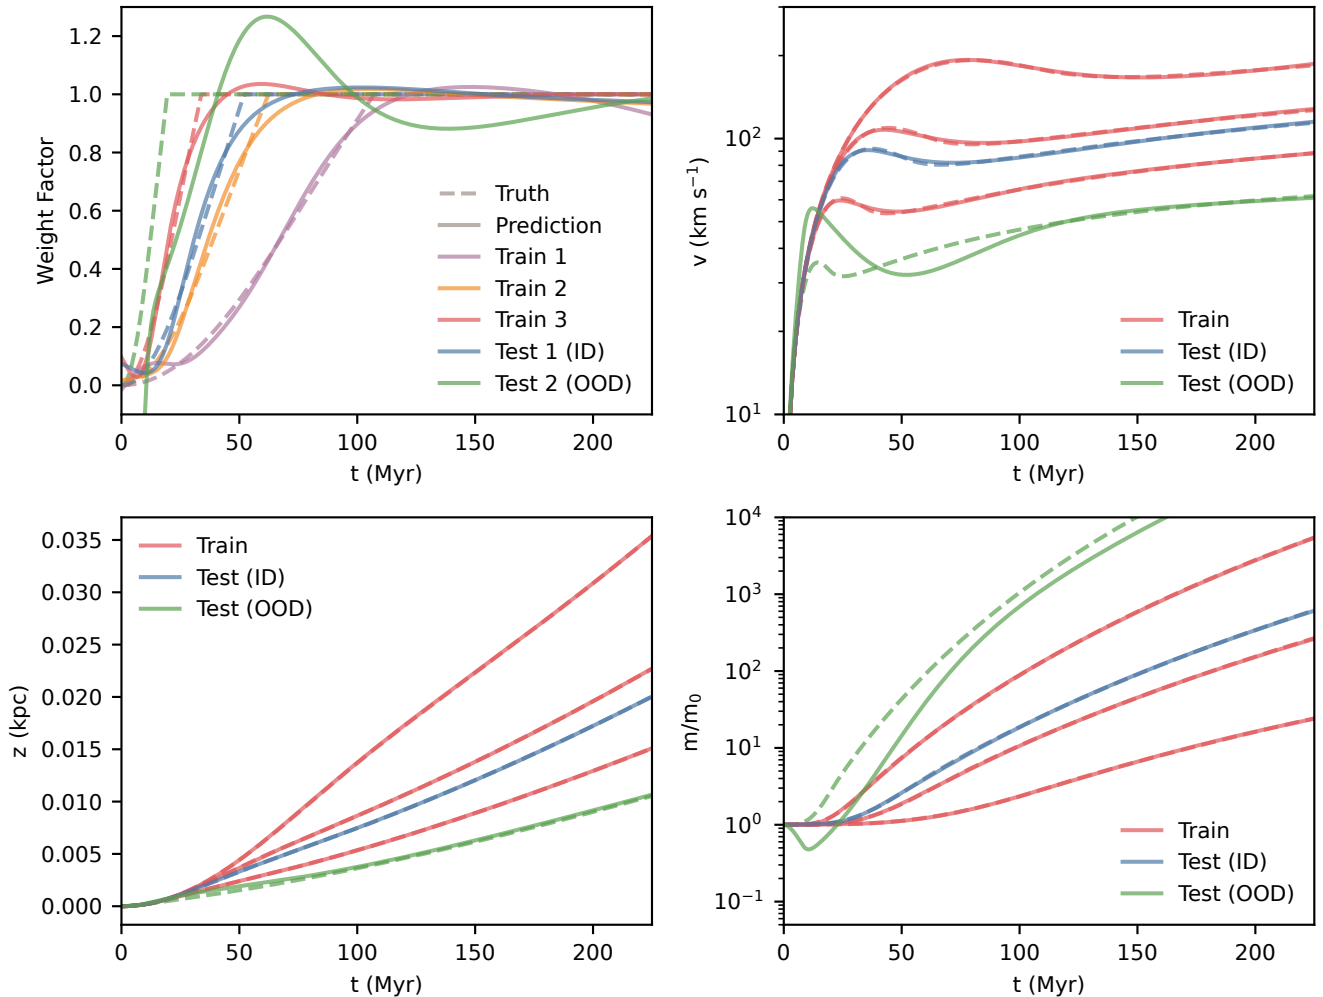 1.2
1.0
0.8
0.6
0.4
0.2
0.0
Weight Factor
Truth
Prediction
Train 1
Train 2
Train 3
Test 1 (ID)
Test 2 (OOD)
0 50 100 150 200
t (Myr)
10²
10¹
v (km s⁻¹)
Train
Test (ID)
Test (OOD)
0 50 100 150 200
t (Myr)
0.035
0.030
0.025
0.020
0.015
0.010
0.005
0.000
z (kpc)
Train
Test (ID)
Test (OOD)
0 50 100 150 200
t (Myr)
10⁴
10³
10²
10¹
10⁰
10⁻¹
m/m₀
Train
Test (ID)
Test (OOD)
0 50 100 150 200
t (Myr)